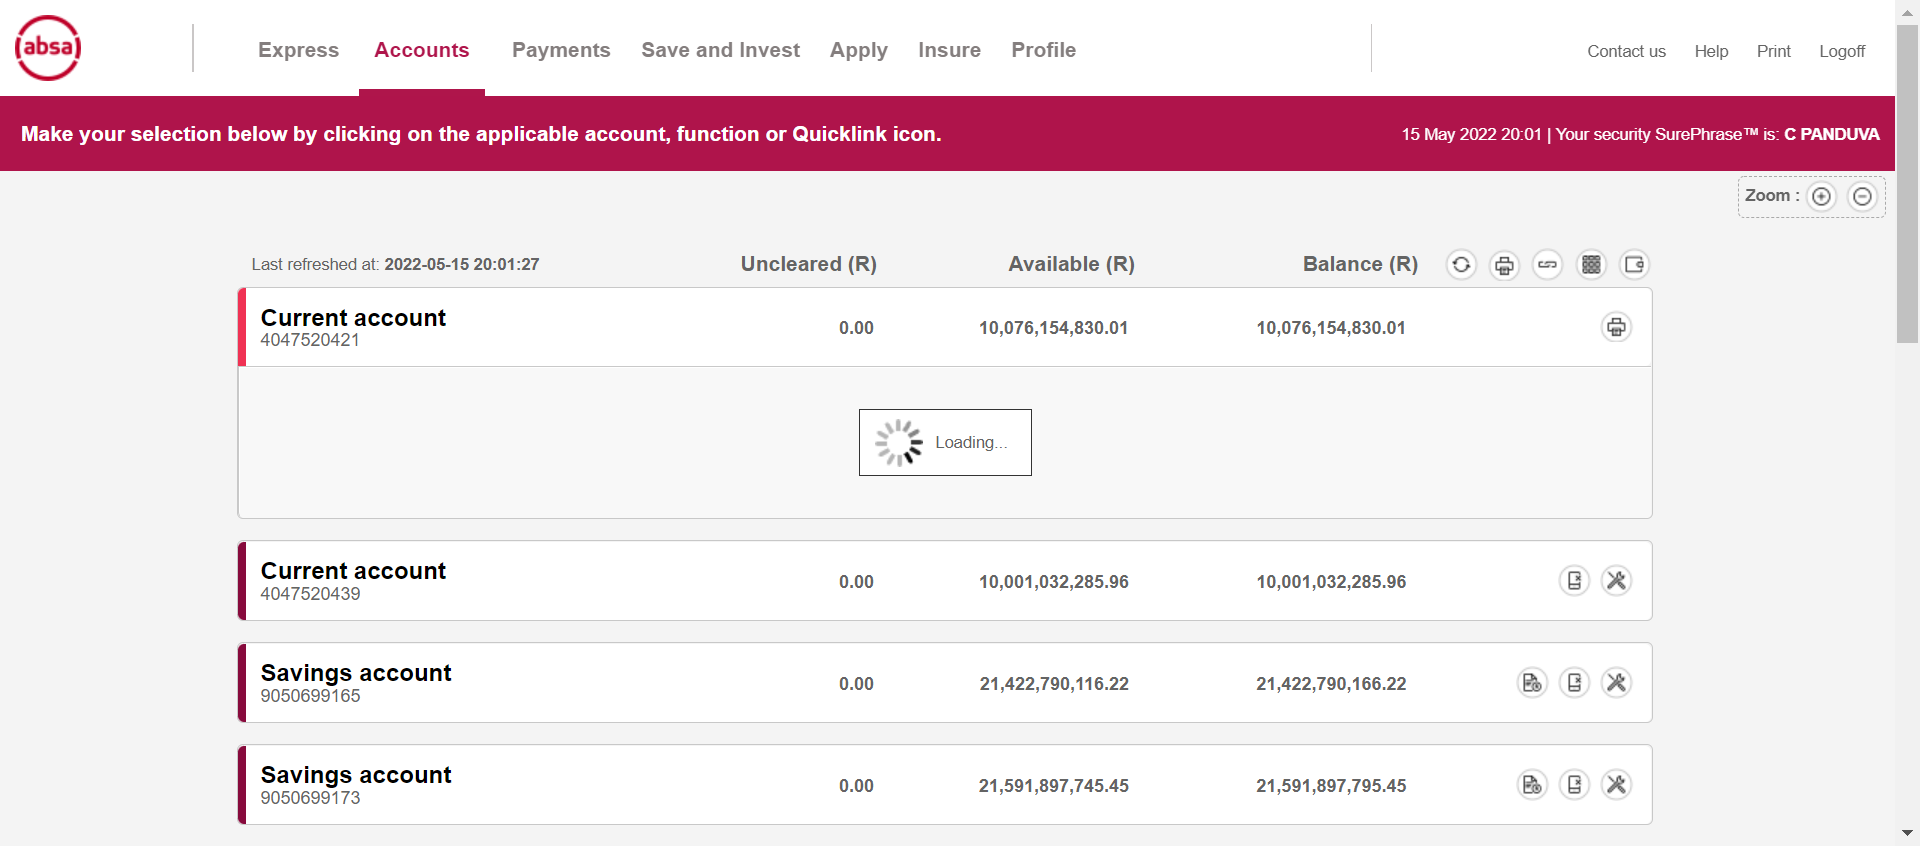 absa
Express Accounts Payments Save and Invest Apply Insure Profile Contact us Help Print Logoff
Make your selection below by clicking on the applicable account, function or Quicklink icon. 15 May 2022 20:01 | Your security SurePhrase™ is: C PANDUVA
Zoom :
Last refreshed at: 2022-05-15 20:01:27 Uncleared (R) Available (R) Balance (R)
Current account
4047520421
0.00 10,076,154,830.01 10,076,154,830.01
Loading...
Current account
4047520439
0.00 10,001,032,285.96 10,001,032,285.96
Savings account
9050699165
0.00 21,422,790,116.22 21,422,790,166.22
Savings account
9050699173
0.00 21,591,897,745.45 21,591,897,795.45